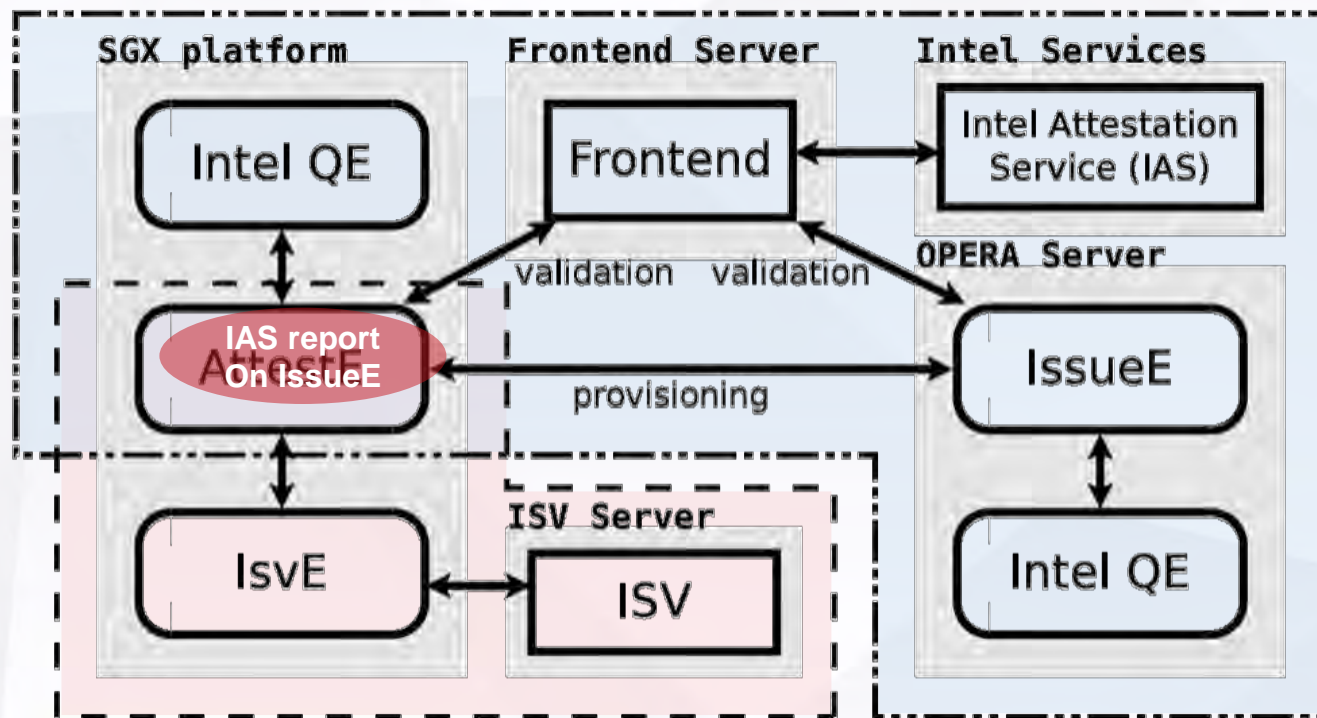 SGX platform
Frontend Server
Intel Services
Intel QE
Frontend
Intel Attestation
Service (IAS)
validation
validation
OPERA Server
AttestE
IAS report
On IssueE
provisioning
IssueE
IsvE
ISV Server
ISV
Intel QE